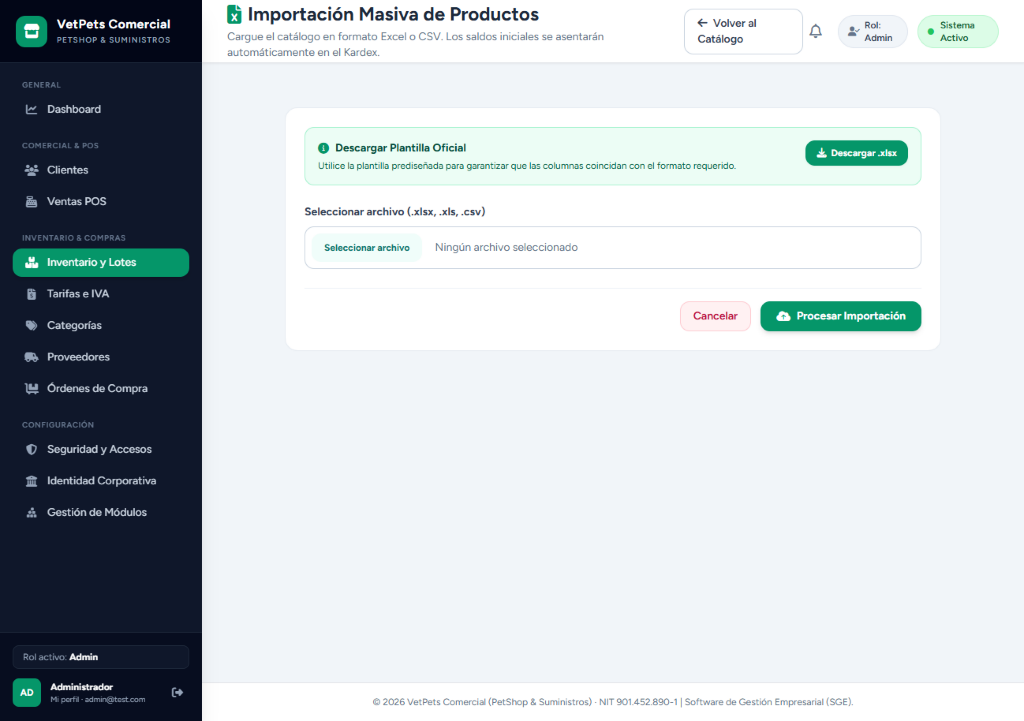 VetPets Comercial
PETSHOP & SUMINISTROS
GENERAL
Dashboard
COMERCIAL & POS
Clientes
Ventas POS
INVENTARIO & COMPRAS
Inventario y Lotes
Tarifas e IVA
Categorías
Proveedores
Órdenes de Compra
CONFIGURACIÓN
Seguridad y Accesos
Identidad Corporativa
Gestión de Módulos
Rol activo: Admin
AD
Administrador
Mi perfil · admin@test.com
Importación Masiva de Productos
Cargue el catálogo en formato Excel o CSV. Los saldos iniciales se asentarán
automáticamente en el Kardex.
Volver al
Catálogo
Rol:
Admin
Sistema
Activo
Descargar Plantilla Oficial
Utilice la plantilla prediseñada para garantizar que las columnas coincidan con el formato requerido.
Descargar .xlsx
Seleccionar archivo (.xlsx, .xls, .csv)
Seleccionar archivo
Ningún archivo seleccionado
Cancelar
Procesar Importación
© 2026 VetPets Comercial (PetShop & Suministros) · NIT 901.452.890-1 | Software de Gestión Empresarial (SGE).